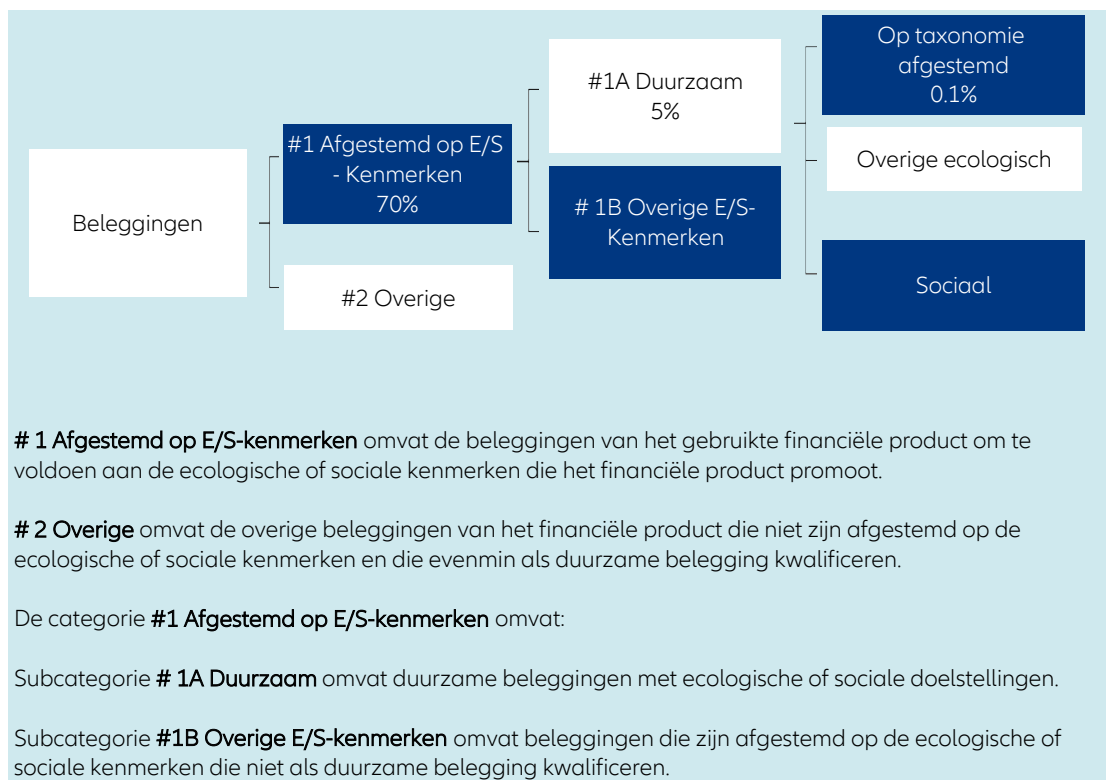 Beleggingen
#1 Afgestemd op E/S
- Kenmerken
70%
#2 Overige
#1A Duurzaam
5%
# 1B Overige E/S-
Kenmerken
Op taxonomie
afgestemd
0.1%
Overige ecologisch
Sociaal
# 1 Afgestemd op E/S-kenmerken omvat de beleggingen van het gebruikte financiële product om te
voldoen aan de ecologische of sociale kenmerken die het financiële product promoot.
# 2 Overige omvat de overige beleggingen van het financiële product die niet zijn afgestemd op de
ecologische of sociale kenmerken en die evenmin als duurzame belegging kwalificeren.
De categorie #1 Afgestemd op E/S-kenmerken omvat:
Subcategorie # 1A Duurzaam omvat duurzame beleggingen met ecologische of sociale doelstellingen.
Subcategorie #1B Overige E/S-kenmerken omvat beleggingen die zijn afgestemd op de ecologische of
sociale kenmerken die niet als duurzame belegging kwalificeren.